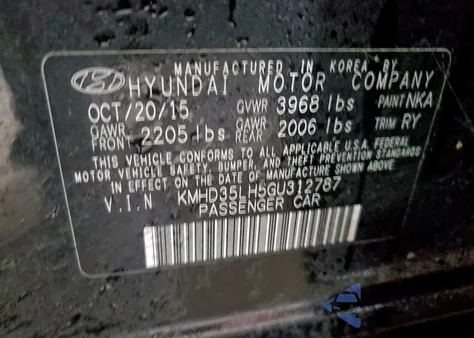 MANUFACTURED IN KOREA BY
HYUNDAI MOTOR COMPANY
OCT/20/15 GVWR 3968 lbs PAINT NKA
GAWR FRONT 2205 lbs GAWR REAR 2006 lbs TRIM RY
THIS VEHICLE CONFORMS TO ALL APPLICABLE U.S.A. FEDERAL
MOTOR VEHICLE SAFETY, BUMPER, AND THEFT PREVENTION STANDARDS
IN EFFECT ON THE DATE OF MANUFACTURE SHOWN ABOVE.
V.I.N KMHD35LH5GU312787
PASSENGER CAR